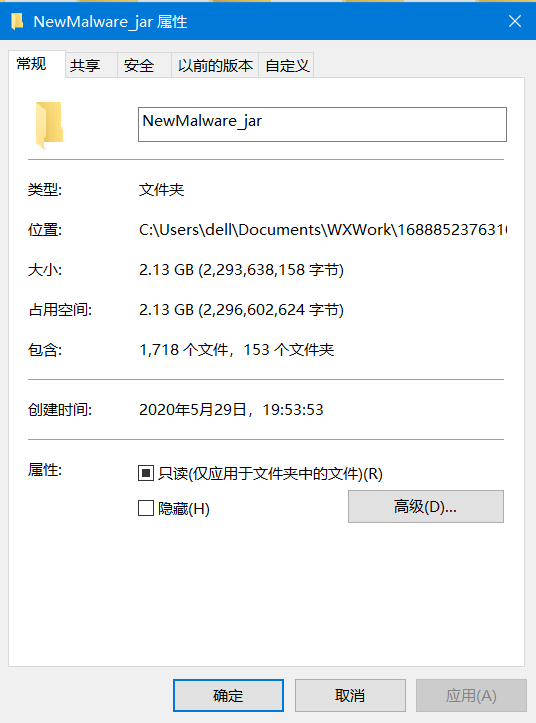 NewMalware_jar 属性
常规 共享 安全 以前的版本 自定义
NewMalware_jar
类型: 文件夹
位置: C:\Users\dell\Documents\WXWork\168885237631
大小: 2.13 GB (2,293,638,158 字节)
占用空间: 2.13 GB (2,296,602,624 字节)
包含: 1,718 个文件，153 个文件夹
创建时间: 2020年5月29日，19:53:53
属性: 只读(仅应用于文件夹中的文件)(R)
隐藏(H) 高级(D)...
确定 取消 应用(A)